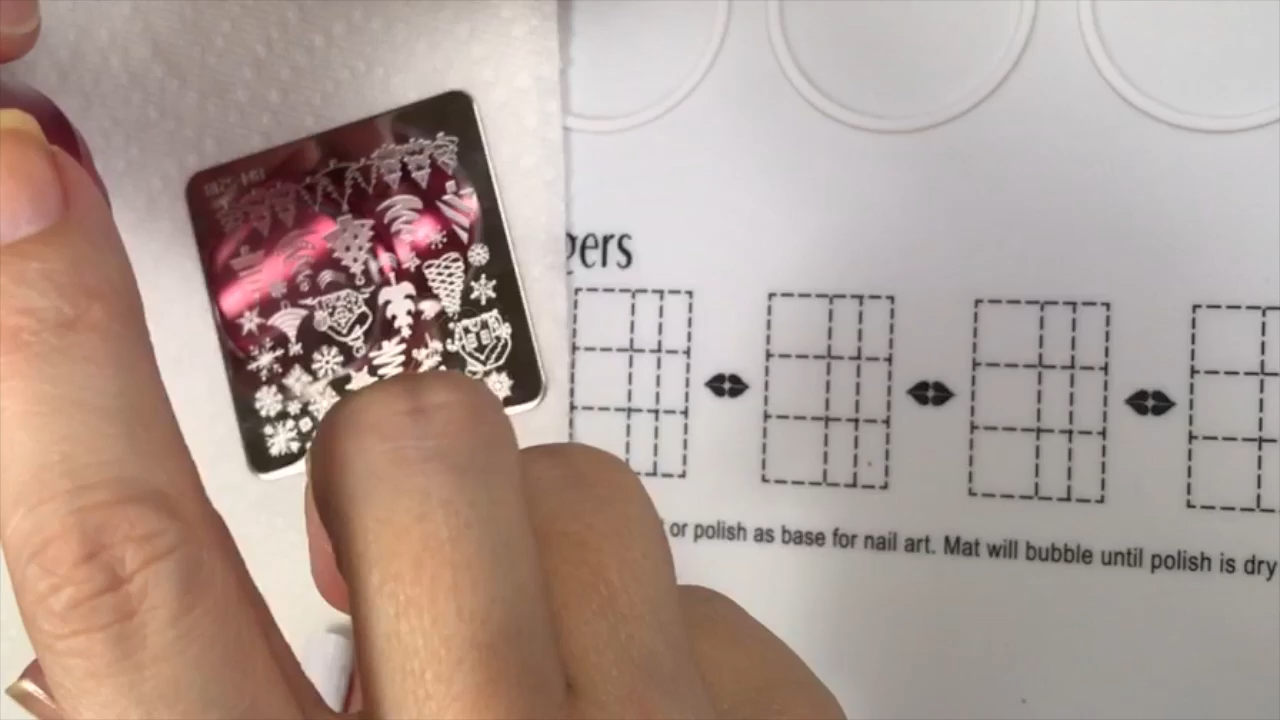 gers
or polish as base for nail art. Mat will bubble until polish is dry